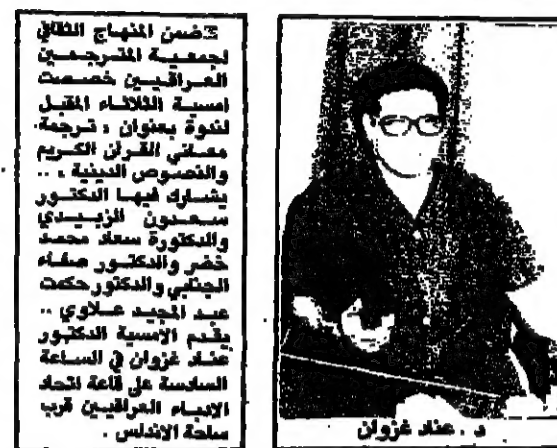 ضمن المنهاج الثقافي
لجمعية المترجمين
العراقيين خصصت
امسية الثلاثاء المقبل
لندوة بعنوان « ترجمة
معاني القرآن الكريم
والنصوص الدينية » ..
يشارك فيها الدكتور
سعدون الزبيدي
والدكتورة سعاد محمد
خضر والدكتور صفاء
الجنابي والدكتور حكمت
عبد المجيد علاوي ..
يقدم الامسية الدكتور
عناد غزوان في الساعة
السادسة على قاعة اتحاد
الادباء العراقيين قرب
ساحة الاندلس .
د . عناد غزوان